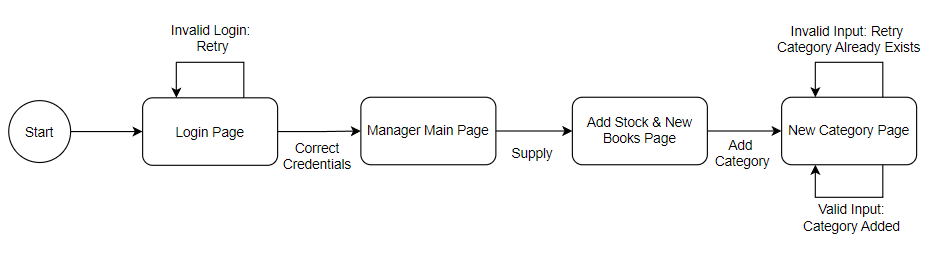 Invalid Login:
Retry
Invalid Input: Retry
Category Already Exists
Start
Login Page
Correct
Credentials
Manager Main Page
Supply
Add Stock & New
Books Page
Add
Category
New Category Page
Valid Input:
Category Added